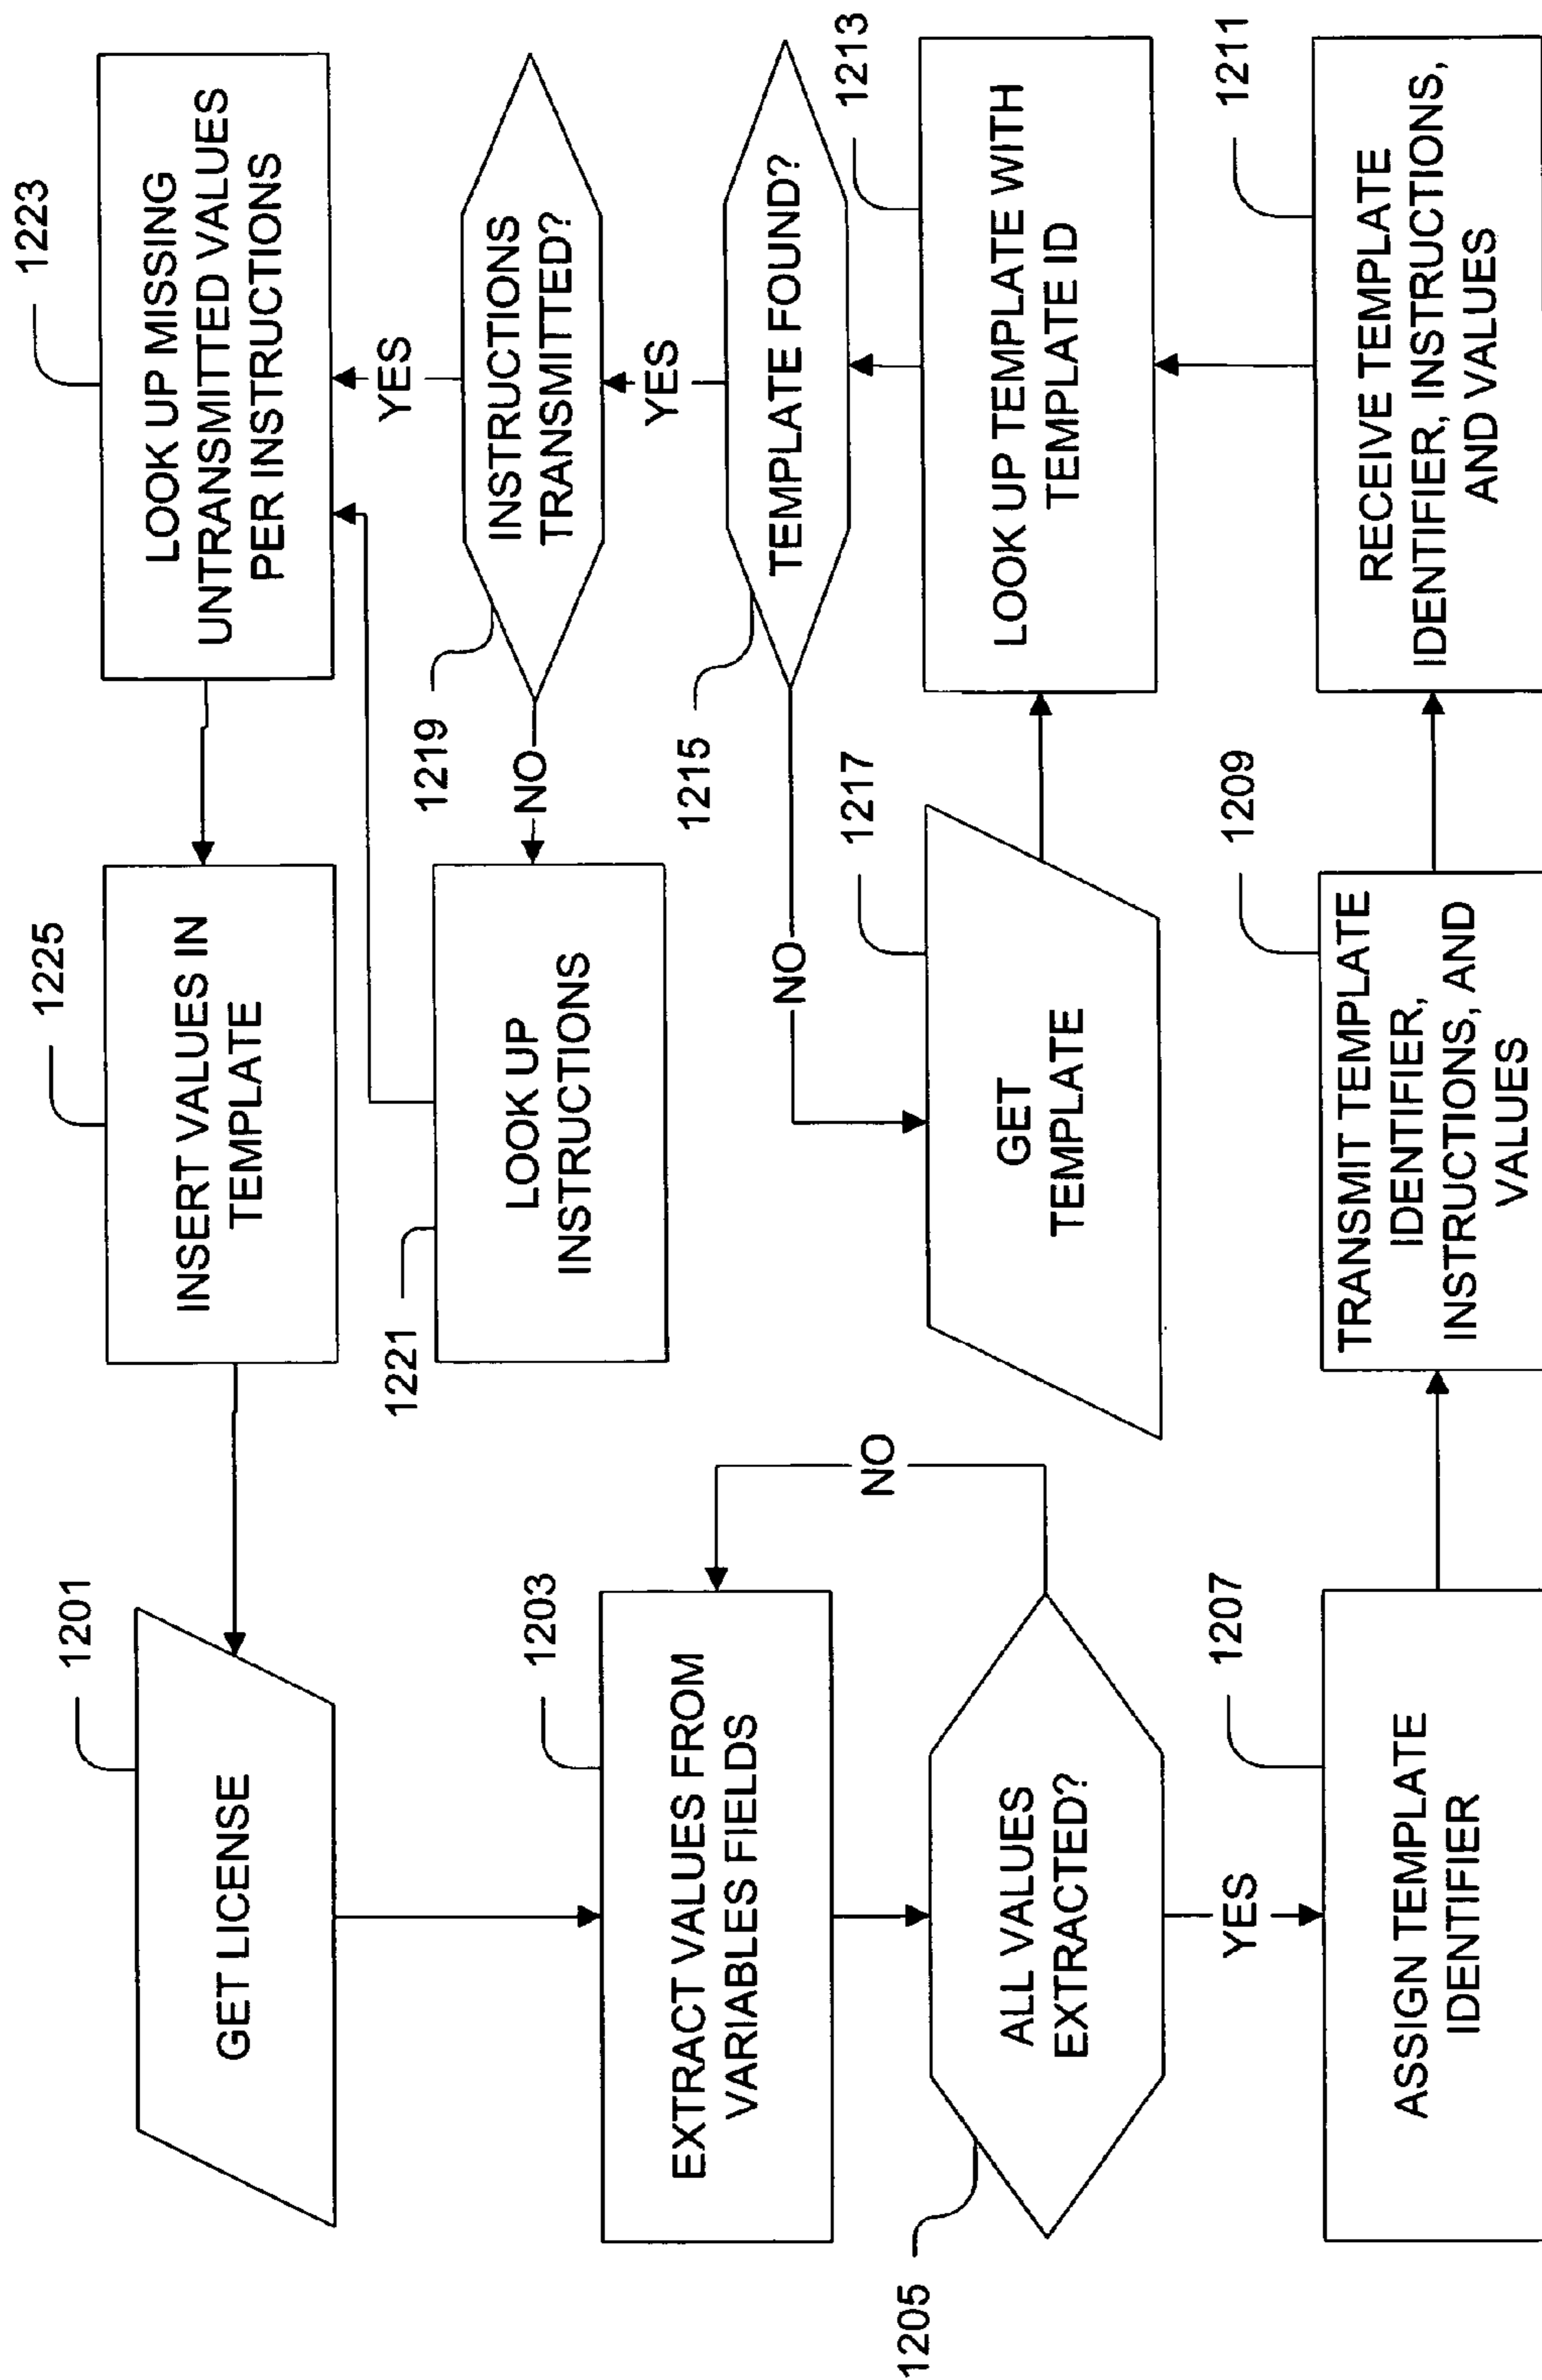 1201
GET LICENSE
1203
EXTRACT VALUES FROM
VARIABLES FIELDS
1205
ALL VALUES
EXTRACTED?
NO
YES
1207
ASSIGN TEMPLATE
IDENTIFIER
1209
TRANSMIT TEMPLATE
IDENTIFIER,
INSTRUCTIONS, AND
VALUES
1211
RECEIVE TEMPLATE
IDENTIFIER, INSTRUCTIONS,
AND VALUES
1213
LOOK UP TEMPLATE WITH
TEMPLATE ID
1215
TEMPLATE FOUND?
NO
YES
1217
GET
TEMPLATE
1219
INSTRUCTIONS
TRANSMITTED?
NO
YES
1221
LOOK UP
INSTRUCTIONS
1223
LOOK UP MISSING
UNTRANSMITTED VALUES
PER INSTRUCTIONS
1225
INSERT VALUES IN
TEMPLATE